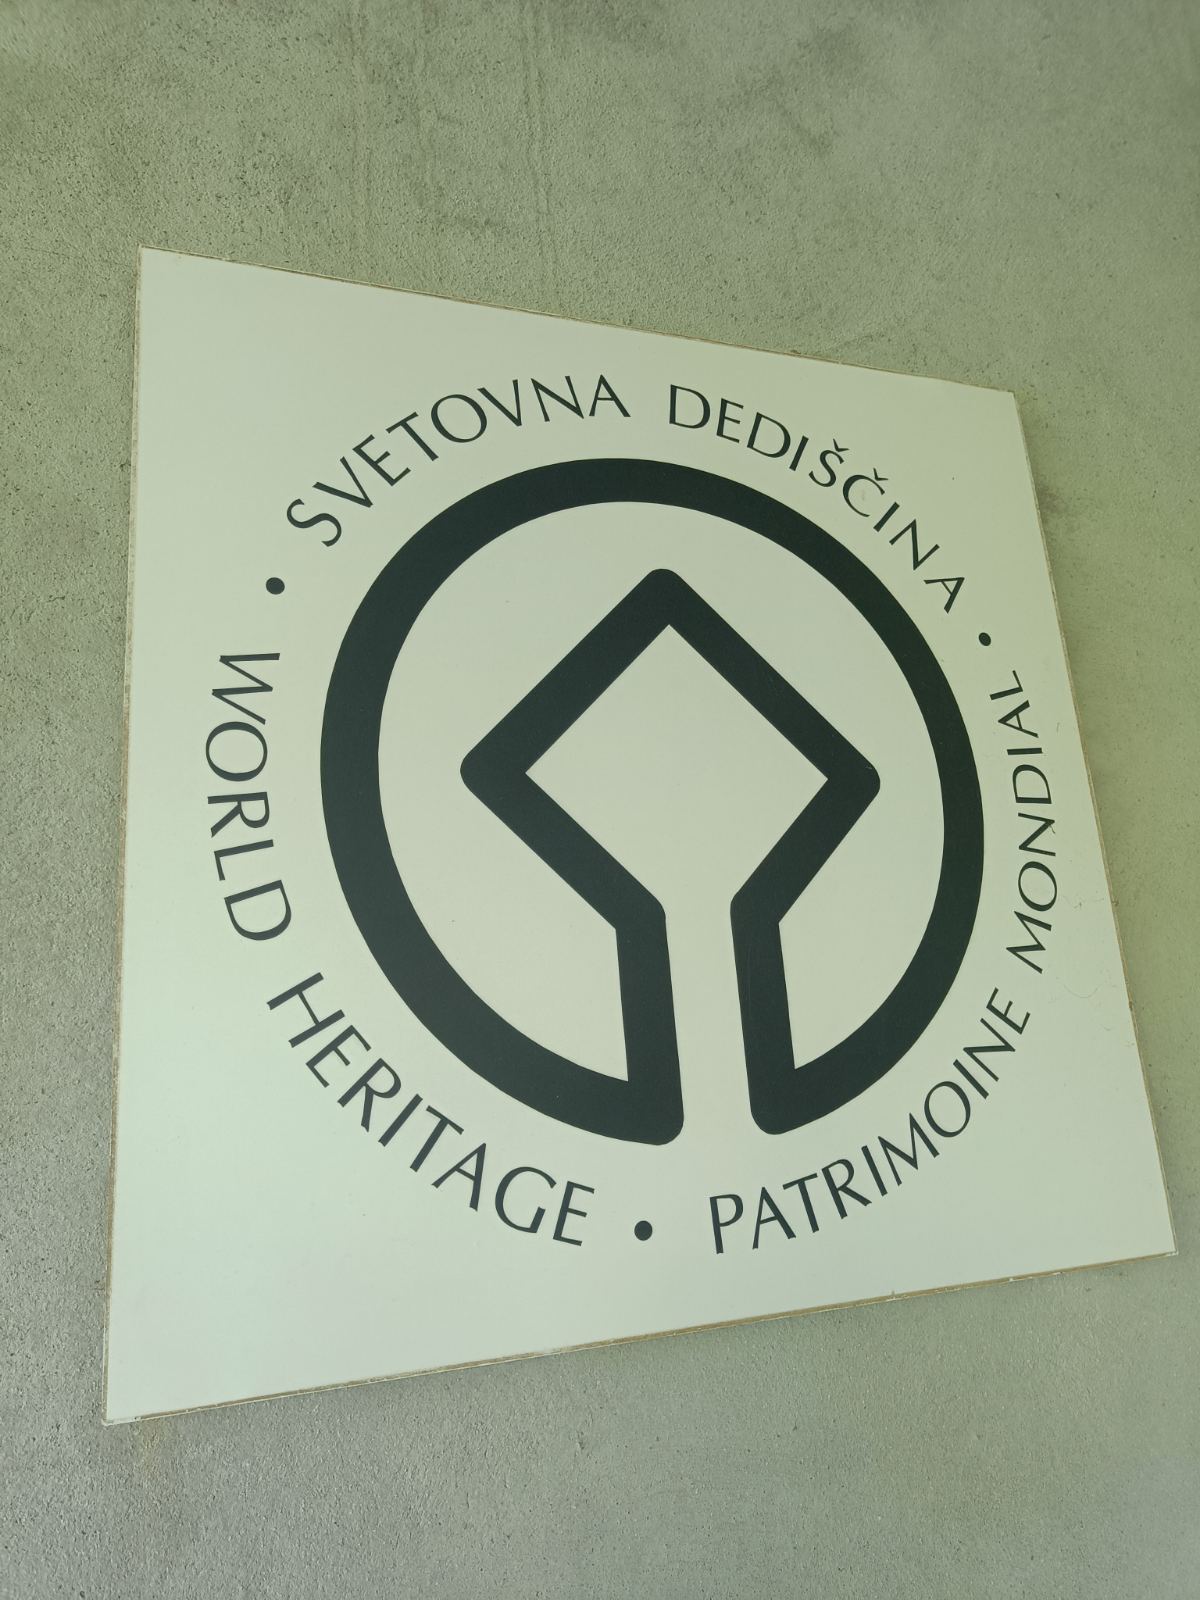 SVETOVNA DEDIŠČINA •
WORLD HERITAGE •
PATRIMOINE MONDIAL •